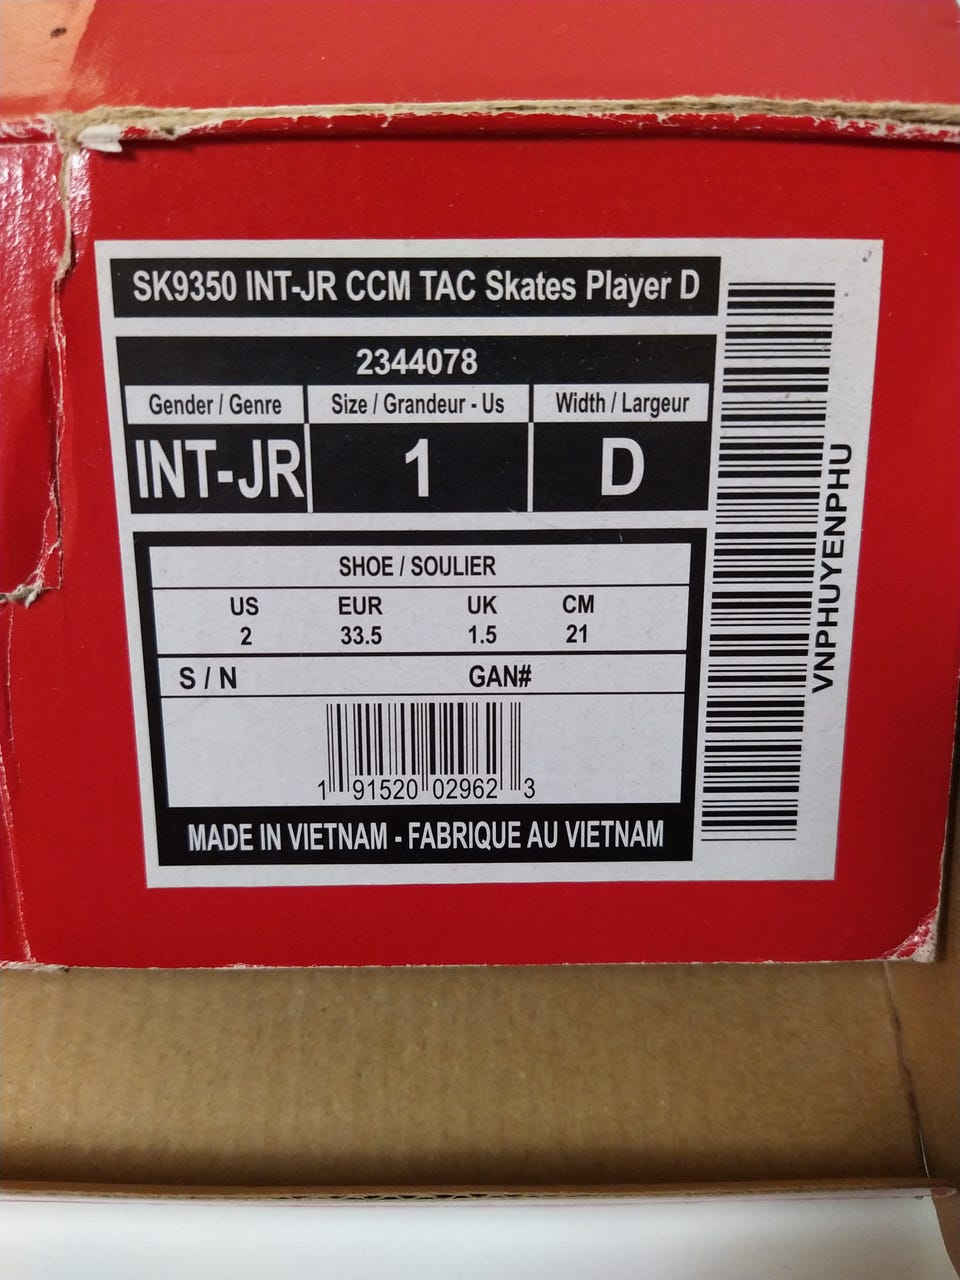 SK9350 INT-JR CCM TAC Skates Player D
2344078
Gender / Genre Size / Grandeur - Us Width / Largeur
INT-JR 1 D
SHOE / SOULIER
US EUR UK CM
2 33.5 1.5 21
S / N GAN#
1 91520 02962 3
MADE IN VIETNAM - FABRIQUE AU VIETNAM
VNPHUYENPHU